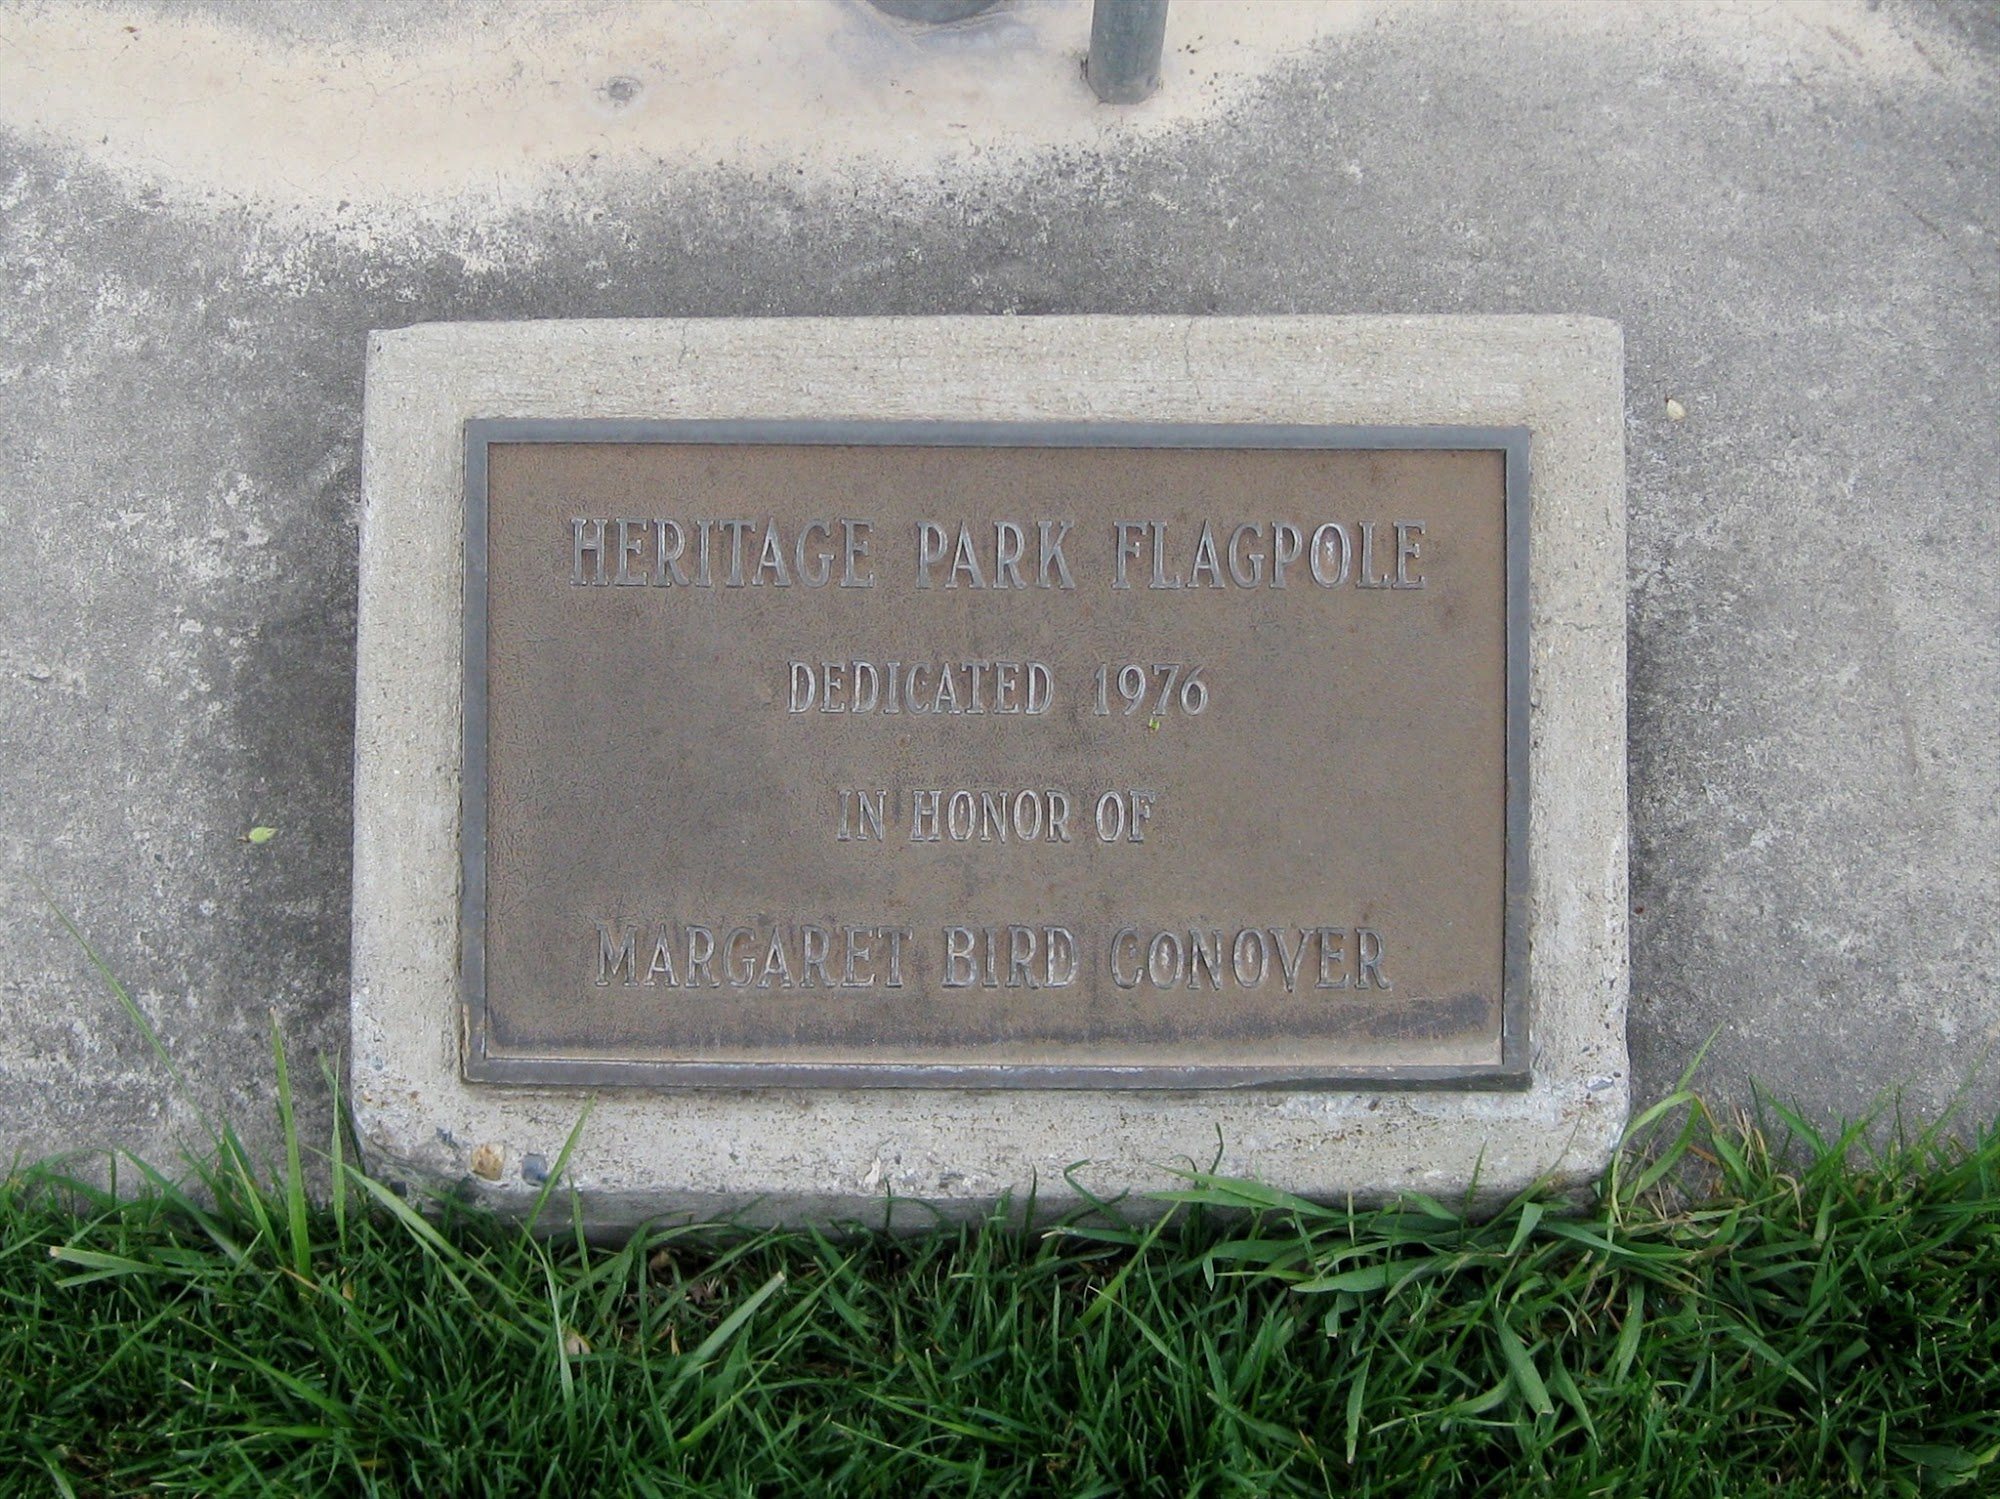 HERITAGE PARK FLAGPOLE
DEDICATED 1976
IN HONOR OF
MARGARET BIRD CONOVER